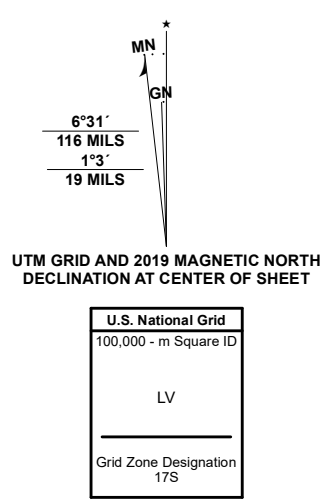 ★
MN
GN
6°31´
116 MILS
1°3´
19 MILS
UTM GRID AND 2019 MAGNETIC NORTH
DECLINATION AT CENTER OF SHEET
U.S. National Grid
100,000 - m Square ID
LV
Grid Zone Designation
17S